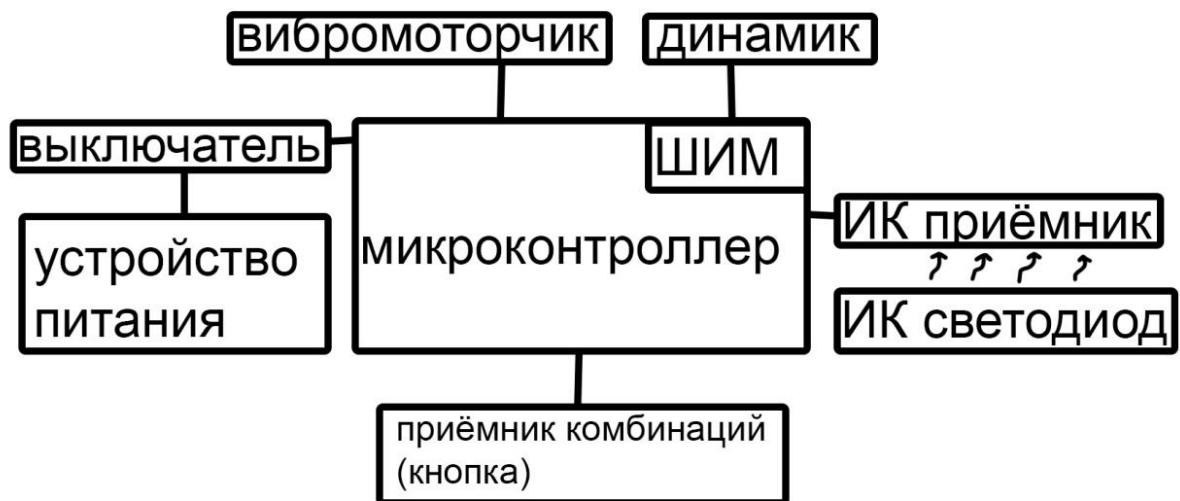 вибромоторчик
динамик
выключатель
ШИМ
устройство
питания
микроконтроллер
ИК приёмник
ИК светодиод
приёмник комбинаций
(кнопка)